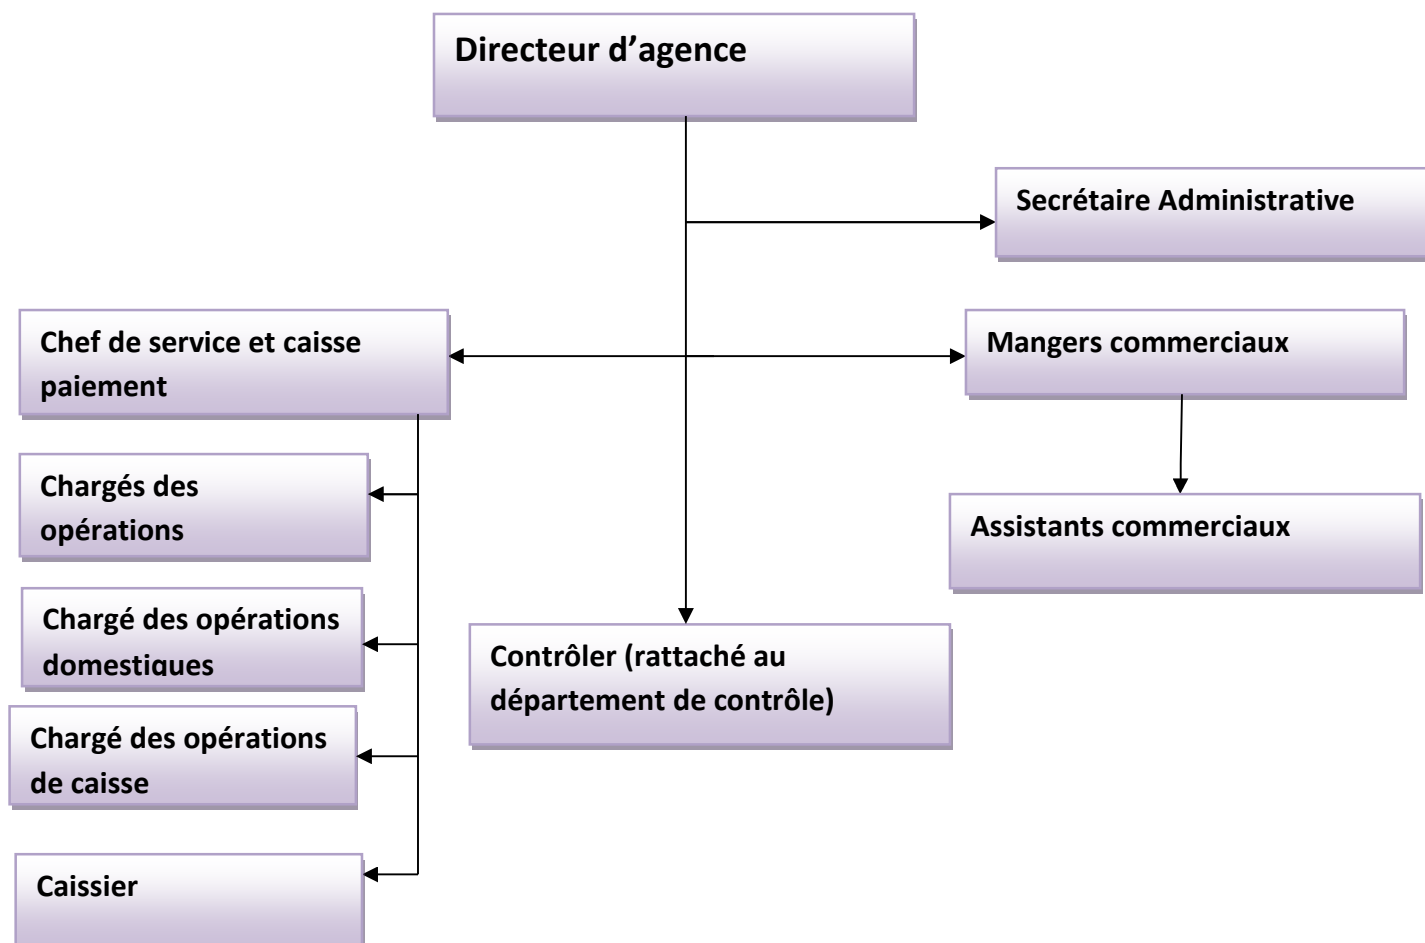 Directeur d’agence
Secrétaire Administrative
Chef de service et caisse
paiement
Mangers commerciaux
Chargés des
opérations
Assistants commerciaux
Chargé des opérations
domestiques
Contrôler (rattaché au
département de contrôle)
Chargé des opérations
de caisse
Caissier